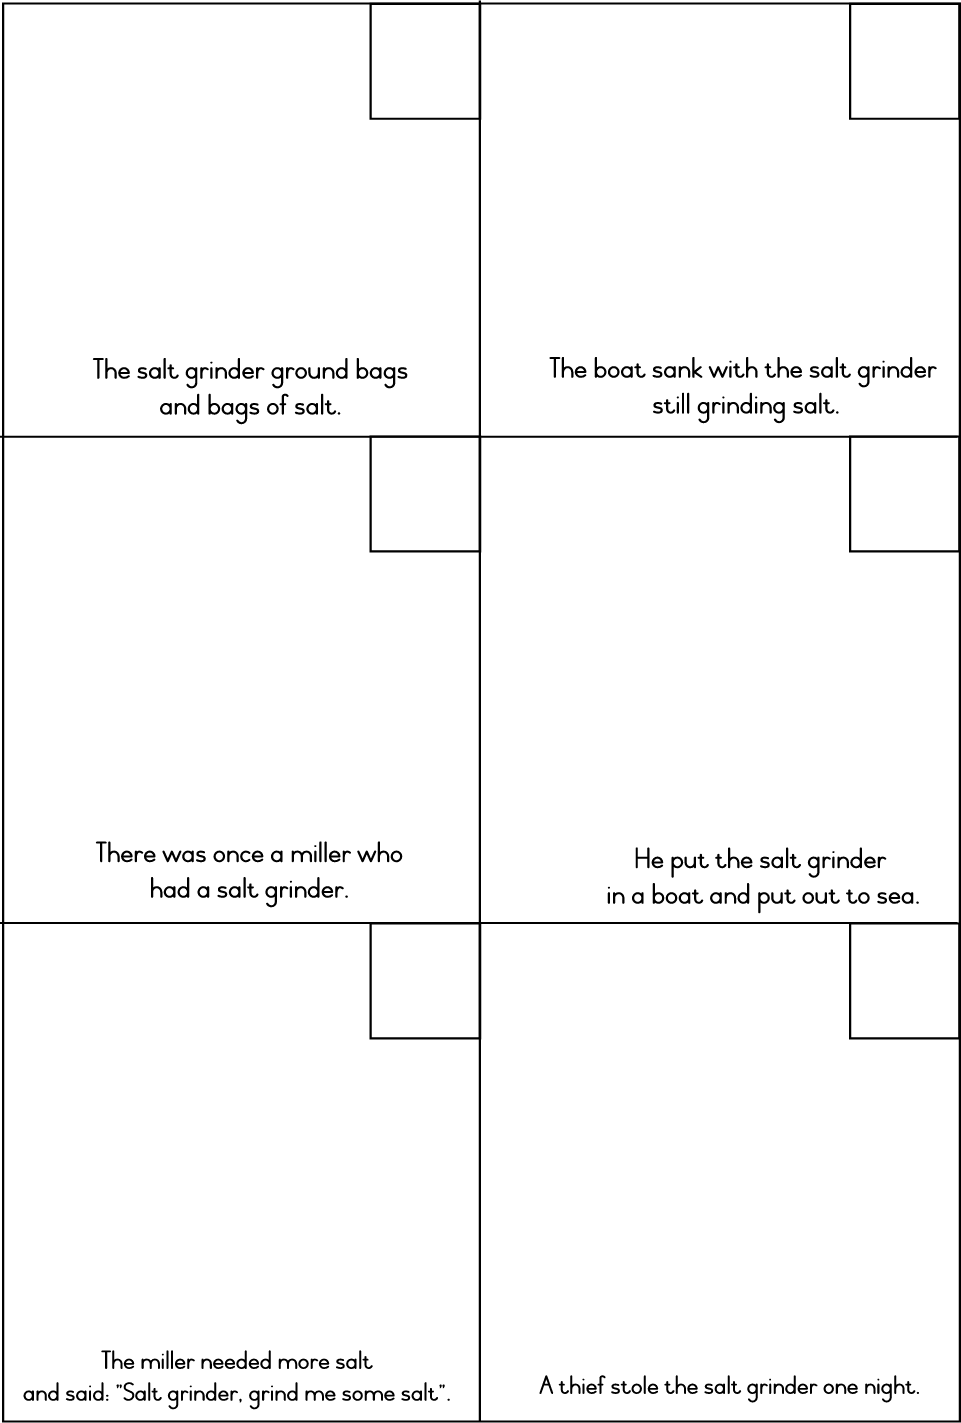 The salt grinder ground bags
and bags of salt.
The boat sank with the salt grinder
still grinding salt.
There was once a miller who
had a salt grinder.
He put the salt grinder
in a boat and put out to sea.
The miller needed more salt
and said: "Salt grinder, grind me some salt".
A thief stole the salt grinder one night.